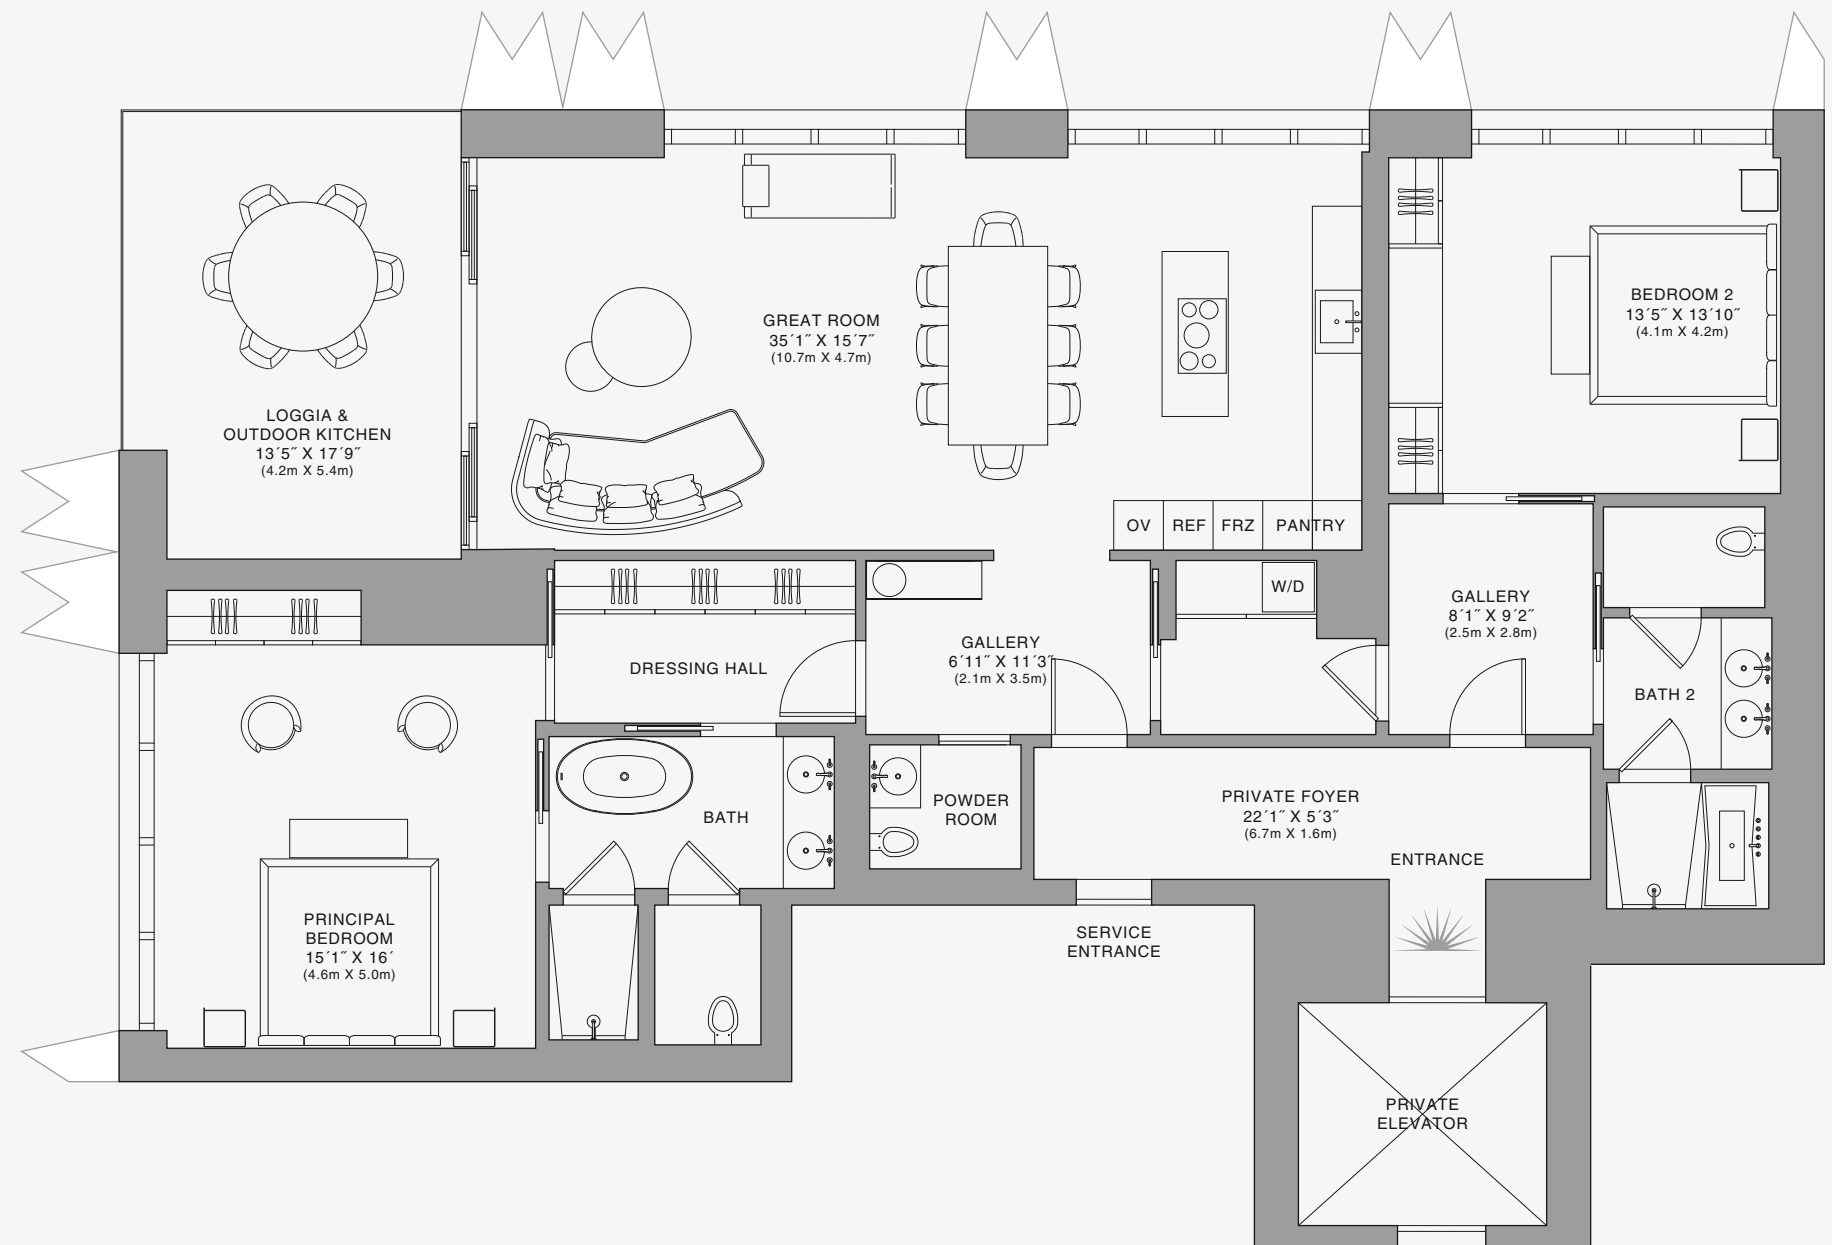 GREAT ROOM
35´1˝ X 15´7˝
(10.7m X 4.7m)
BEDROOM 2
13´5˝ X 13´10˝
(4.1m X 4.2m)
LOGGIA &
OUTDOOR KITCHEN
13´5˝ X 17´9˝
(4.2m X 5.4m)
OV REF FRZ PANTRY
W/D
GALLERY
8´1˝ X 9´2˝
(2.5m X 2.8m)
GALLERY
6´11˝ X 11´3˝
(2.1m X 3.5m)
DRESSING HALL
BATH 2
BATH
POWDER
ROOM
PRIVATE FOYER
22´1˝ X 5´3˝
(6.7m X 1.6m)
ENTRANCE
PRINCIPAL
BEDROOM
15´1˝ X 16´
(4.6m X 5.0m)
SERVICE
ENTRANCE
PRIVATE
ELEVATOR